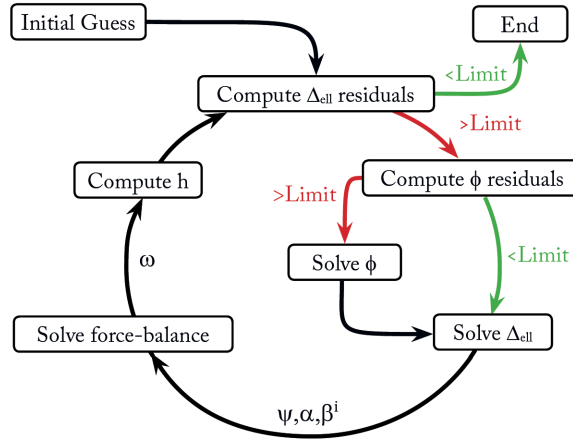 Initial Guess
End
<Limit
Compute Δell residuals
>Limit
Compute h
Compute ϕ residuals
>Limit
<Limit
ω
Solve ϕ
Solve force-balance
Solve Δell
ψ,α,βⁱ